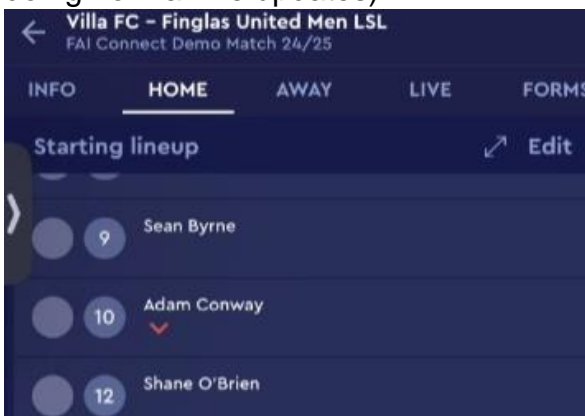 Villa FC – Finglas United Men LSL
FAI Connect Demo Match 24/25
INFO HOME AWAY LIVE FORMS
Starting lineup Edit
9 Sean Byrne
10 Adam Conway
12 Shane O'Brien